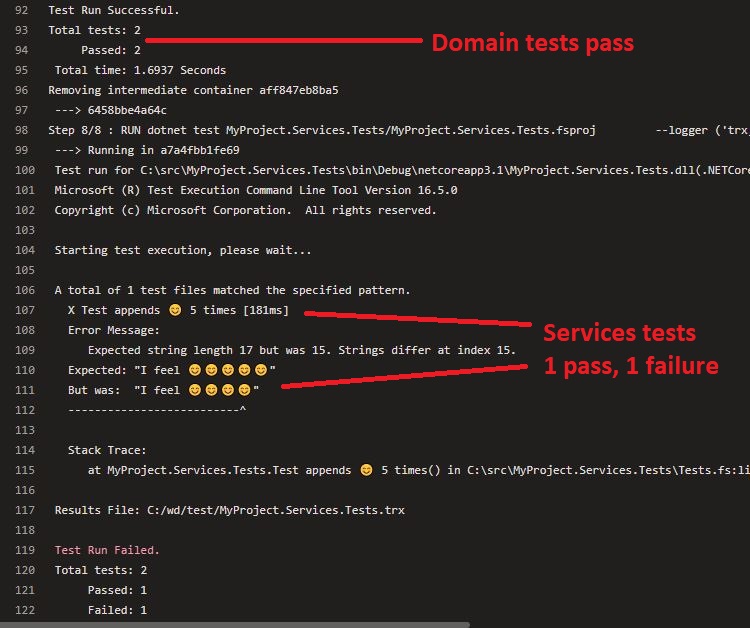 92 Test Run Successful.
93 Total tests: 2
94 Passed: 2
95 Total time: 1.6937 Seconds
96 Removing intermediate container aff847eb8ba5
97 ---> 6458bbe4a64c
98 Step 8/8 : RUN dotnet test MyProject.Services.Tests/MyProject.Services.Tests.fsproj --logger ('trx;
99 ---> Running in a7a4fbb1fe69
100 Test run for C:\src\MyProject.Services.Tests\bin\Debug\netcoreapp3.1\MyProject.Services.Tests.dll(.NETCore
101 Microsoft (R) Test Execution Command Line Tool Version 16.5.0
102 Copyright (c) Microsoft Corporation. All rights reserved.
103
104 Starting test execution, please wait...
105
106 A total of 1 test files matched the specified pattern.
107 X Test appends 😊 5 times [181ms]
108 Error Message:
109 Expected string length 17 but was 15. Strings differ at index 15.
110 Expected: "I feel 😊😊😊😊😊"
111 But was: "I feel 😊😊😊😊"
112 --------------------------^
113
114 Stack Trace:
115 at MyProject.Services.Tests.Test appends 😊 5 times() in C:\src\MyProject.Services.Tests\Tests.fs:li
116
117 Results File: C:/wd/test/MyProject.Services.Tests.trx
118
119 Test Run Failed.
120 Total tests: 2
121 Passed: 1
122 Failed: 1
Domain tests pass
Services tests
1 pass, 1 failure